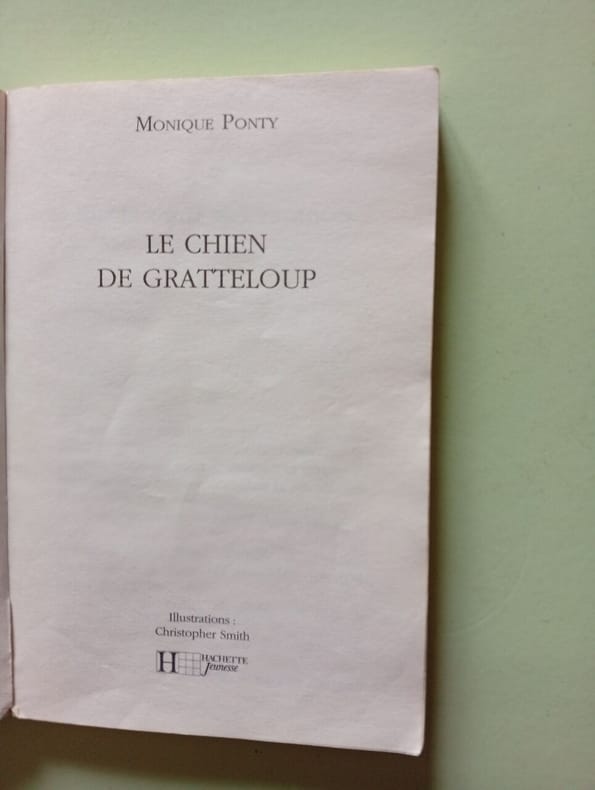 MONIQUE PONTY
LE CHIEN
DE GRATTELOUP
Illustrations :
Christopher Smith
H HACHETTE
Jeunesse